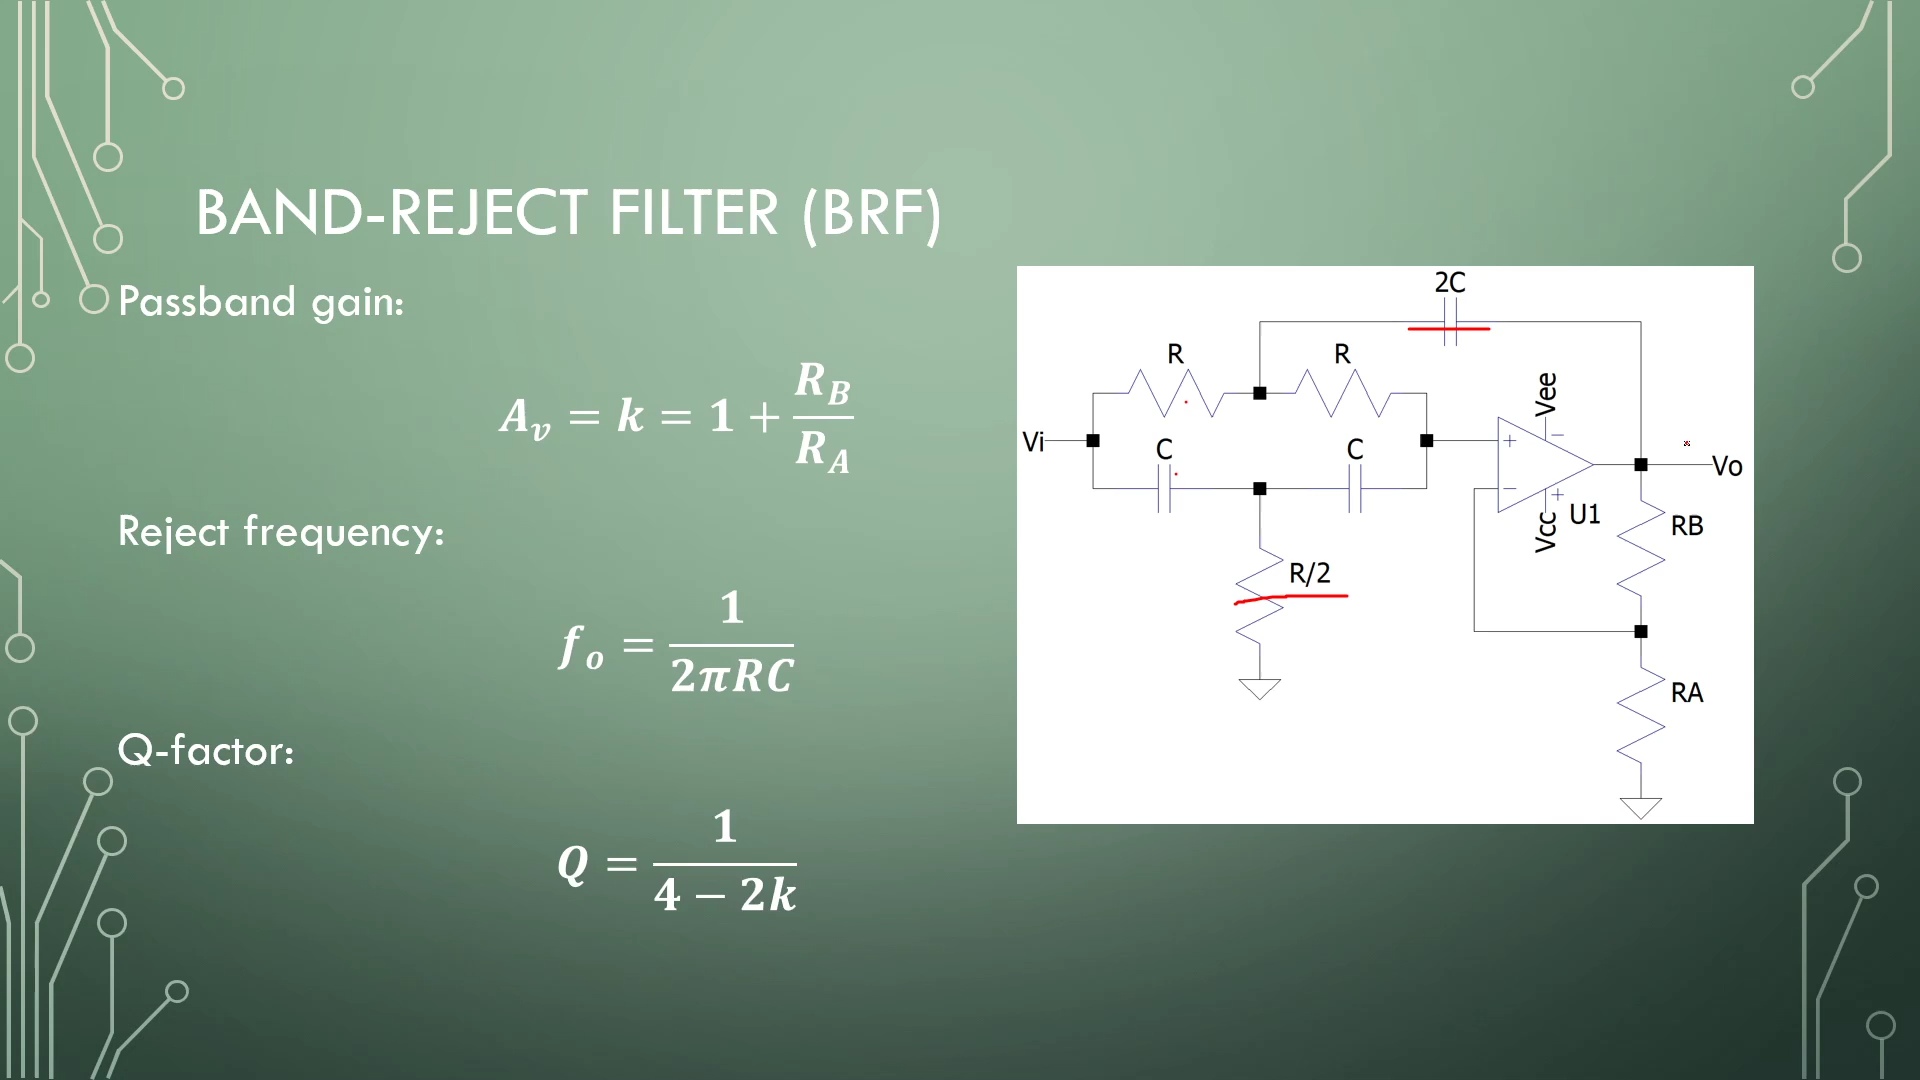 BAND-REJECT FILTER (BRF)
Passband gain:
A_v = k = 1 + R_B/R_A
Reject frequency:
f_o = 1/2πRC
Q-factor:
Q = 1/4 − 2k
2C
R R
Vee
Vi
C C
+ −
Vo
− +
Vcc
U1
RB
R/2
RA